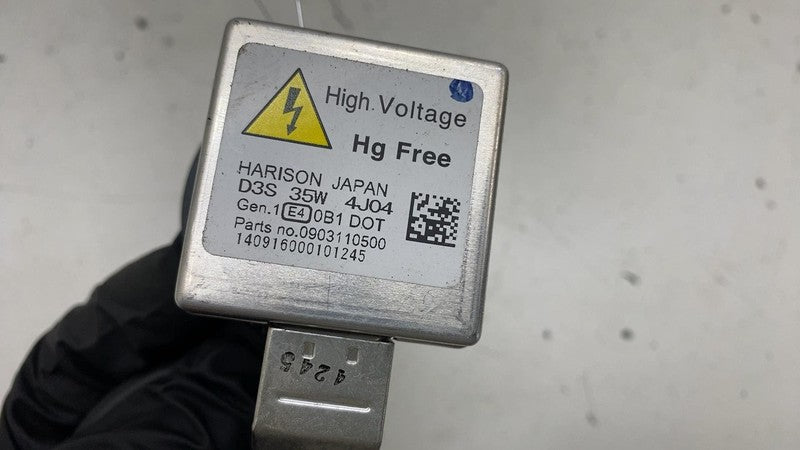 High Voltage
Hg Free
HARISON JAPAN
D3S 35W 4J04
Gen.1 E4 0B1 DOT
Parts no.0903110500
140916000101245
4245